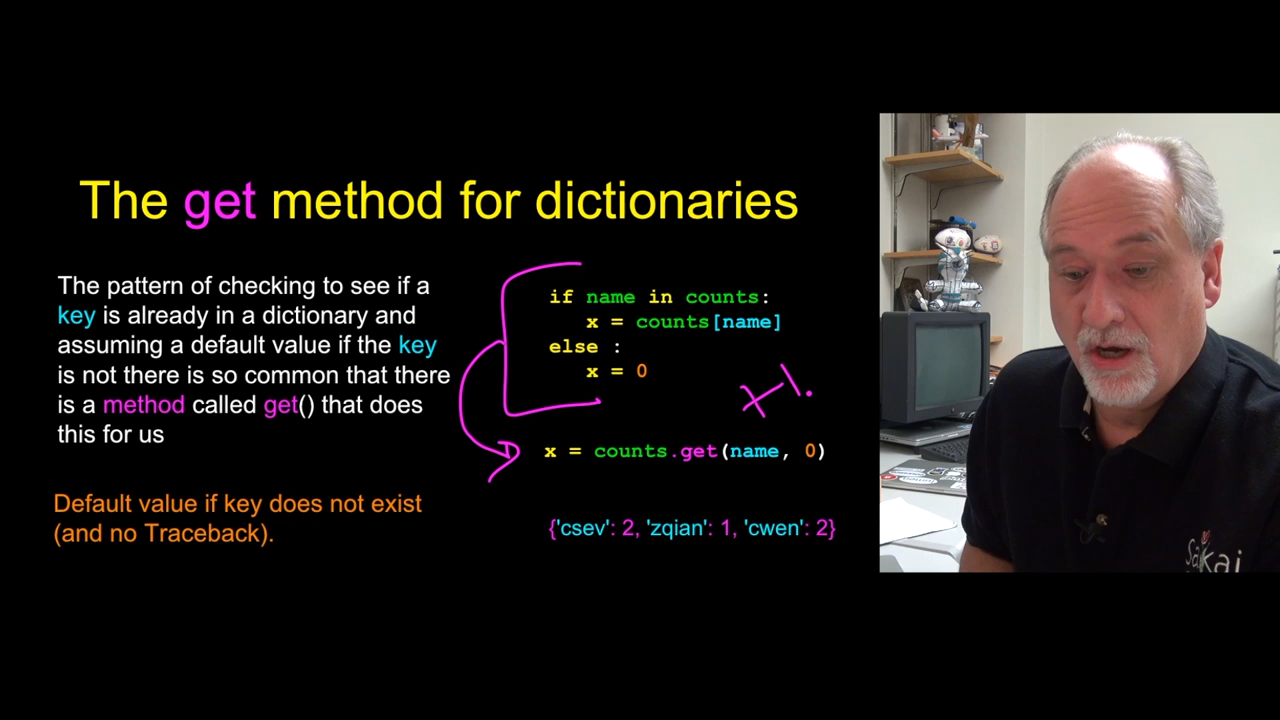 The get method for dictionaries
The pattern of checking to see if a
key is already in a dictionary and
assuming a default value if the key
is not there is so common that there
is a method called get() that does
this for us
Default value if key does not exist
(and no Traceback).
if name in counts:
x = counts[name]
else :
x = 0
x = counts.get(name, 0)
{'csev': 2, 'zqian': 1, 'cwen': 2}
Sakai